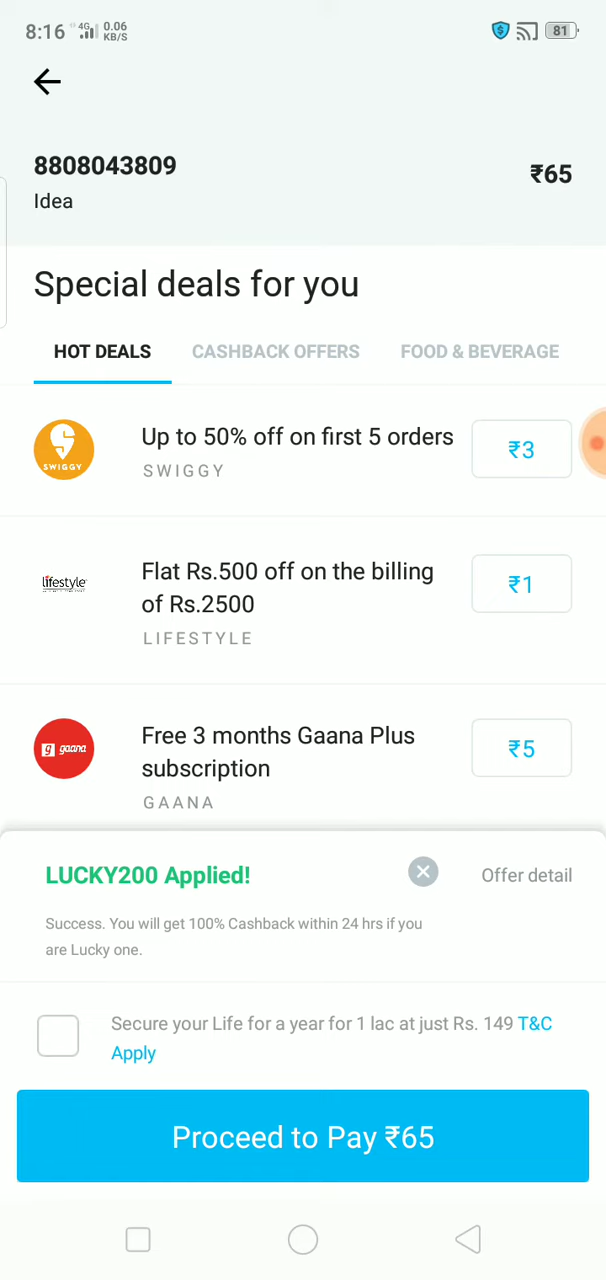 8:16 4G 0.06 KB/S 81
8808043809
₹65
Idea
Special deals for you
HOT DEALS CASHBACK OFFERS FOOD & BEVERAGE
Up to 50% off on first 5 orders
₹3
SWIGGY
SWIGGY
Flat Rs.500 off on the billing
of Rs.2500
₹1
lifestyle
LIFESTYLE
Free 3 months Gaana Plus
subscription
₹5
g gaana
GAANA
LUCKY200 Applied!
Offer detail
Success. You will get 100% Cashback within 24 hrs if you
are Lucky one.
Secure your Life for a year for 1 lac at just Rs. 149 T&C
Apply
Proceed to Pay ₹65